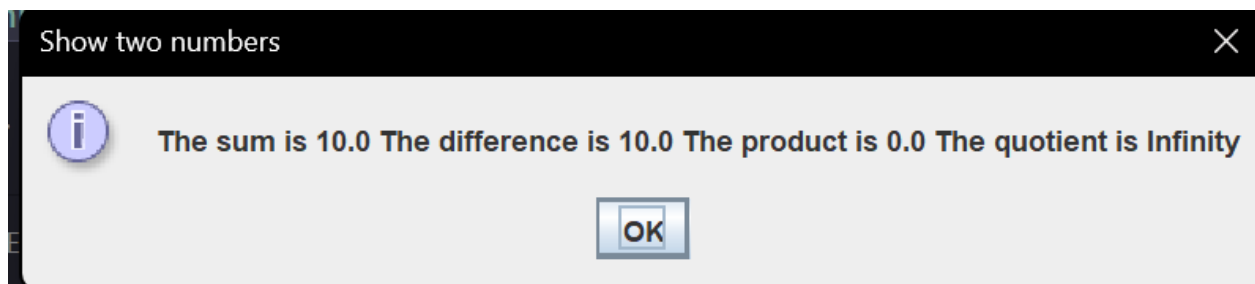 Show two numbers
The sum is 10.0 The difference is 10.0 The product is 0.0 The quotient is Infinity
OK